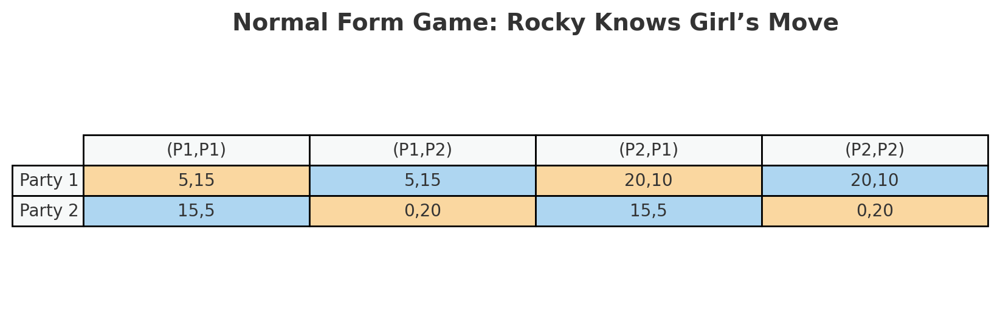 Normal Form Game: Rocky Knows Girl’s Move
(P1,P1) (P1,P2) (P2,P1) (P2,P2)
Party 1 5,15 5,15 20,10 20,10
Party 2 15,5 0,20 15,5 0,20